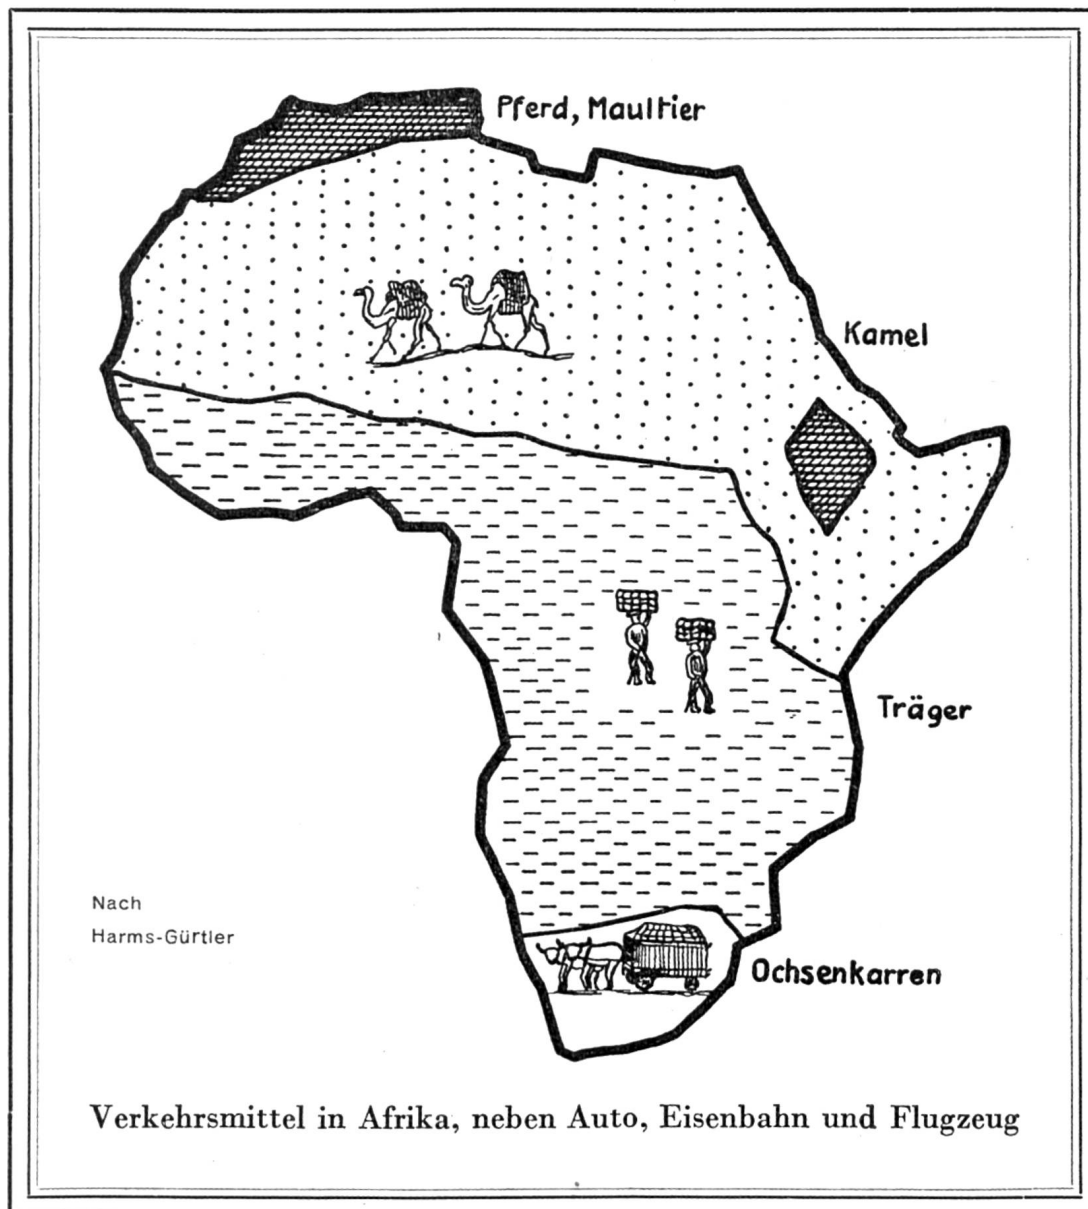 Pferd, Maultier
Kamel
Träger
Nach
Harms-Gürtler
Ochsenkarren
Verkehrsmittel in Afrika, neben Auto, Eisenbahn und Flugzeug